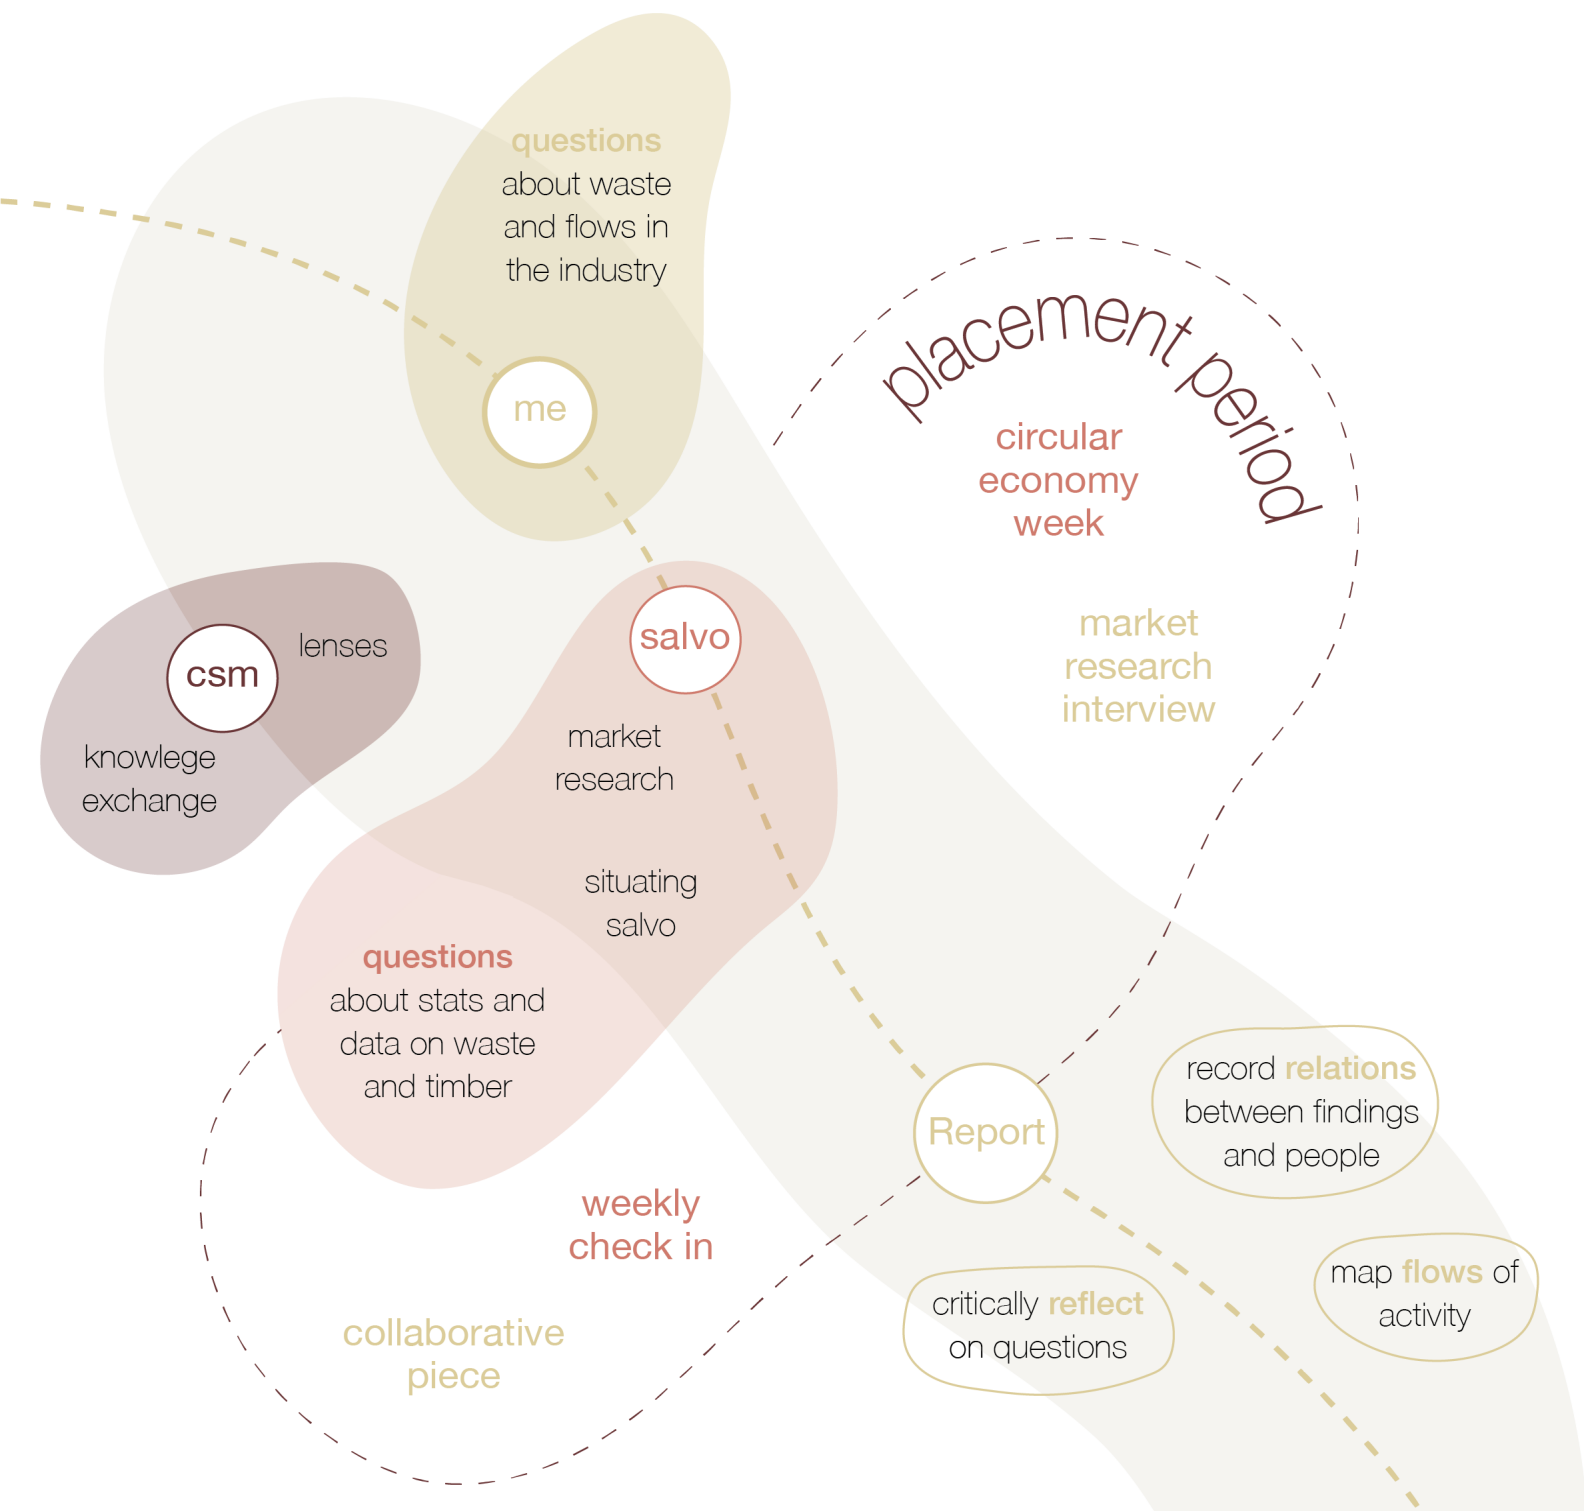 questions
about waste
and flows in
the industry
me
placement period
circular
economy
week
market
research
interview
salvo
csm
lenses
knowlege
exchange
market
research
situating
salvo
questions
about stats and
data on waste
and timber
weekly
check in
collaborative
piece
Report
record relations
between findings
and people
map flows of
activity
critically reflect
on questions